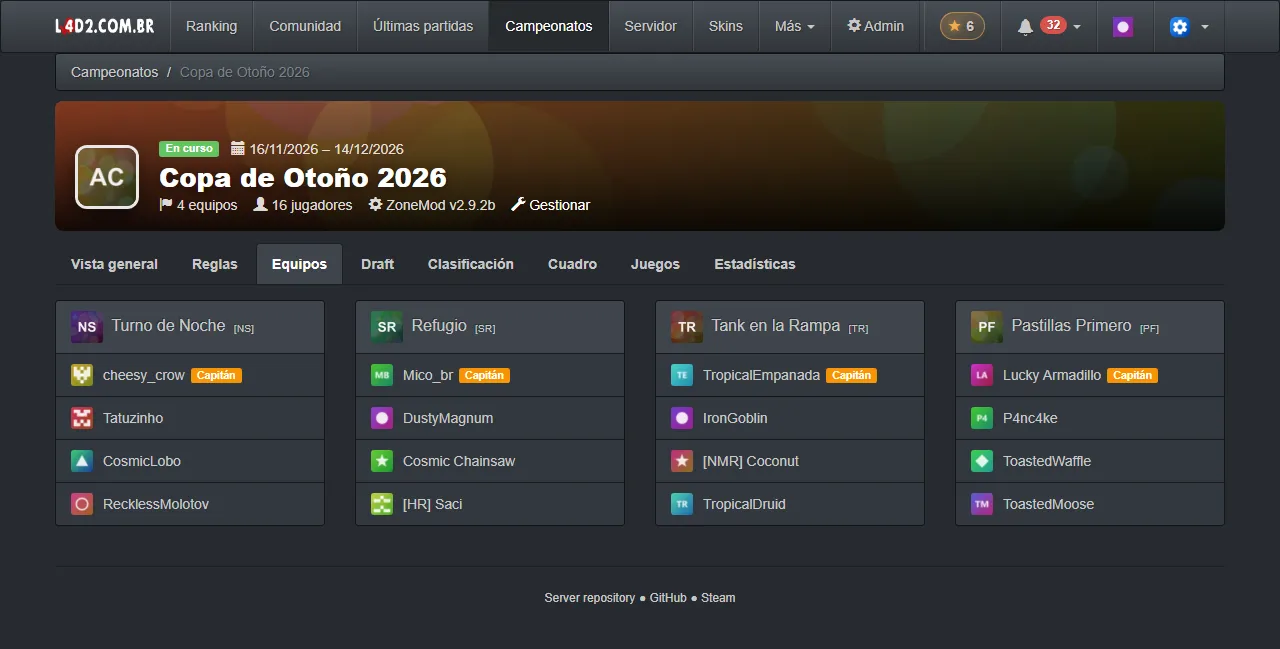 L4D2.COM.BR Ranking Comunidad Últimas partidas Campeonatos Servidor Skins Más Admin 6 32
Campeonatos / Copa de Otoño 2026
AC
En curso 16/11/2026 – 14/12/2026
Copa de Otoño 2026
4 equipos 16 jugadores ZoneMod v2.9.2b Gestionar
Vista general Reglas Equipos Draft Clasificación Cuadro Juegos Estadísticas
NS Turno de Noche [NS]
cheesy_crow Capitán
Tatuzinho
CosmicLobo
RecklessMolotov
SR Refugio [SR]
MB Mico_br Capitán
DustyMagnum
Cosmic Chainsaw
[HR] Saci
TR Tank en la Rampa [TR]
TE TropicalEmpanada Capitán
IronGoblin
[NMR] Coconut
TR TropicalDruid
PF Pastillas Primero [PF]
LA Lucky Armadillo Capitán
P4 P4nc4ke
ToastedWaffle
TM ToastedMoose
Server repository ● GitHub ● Steam